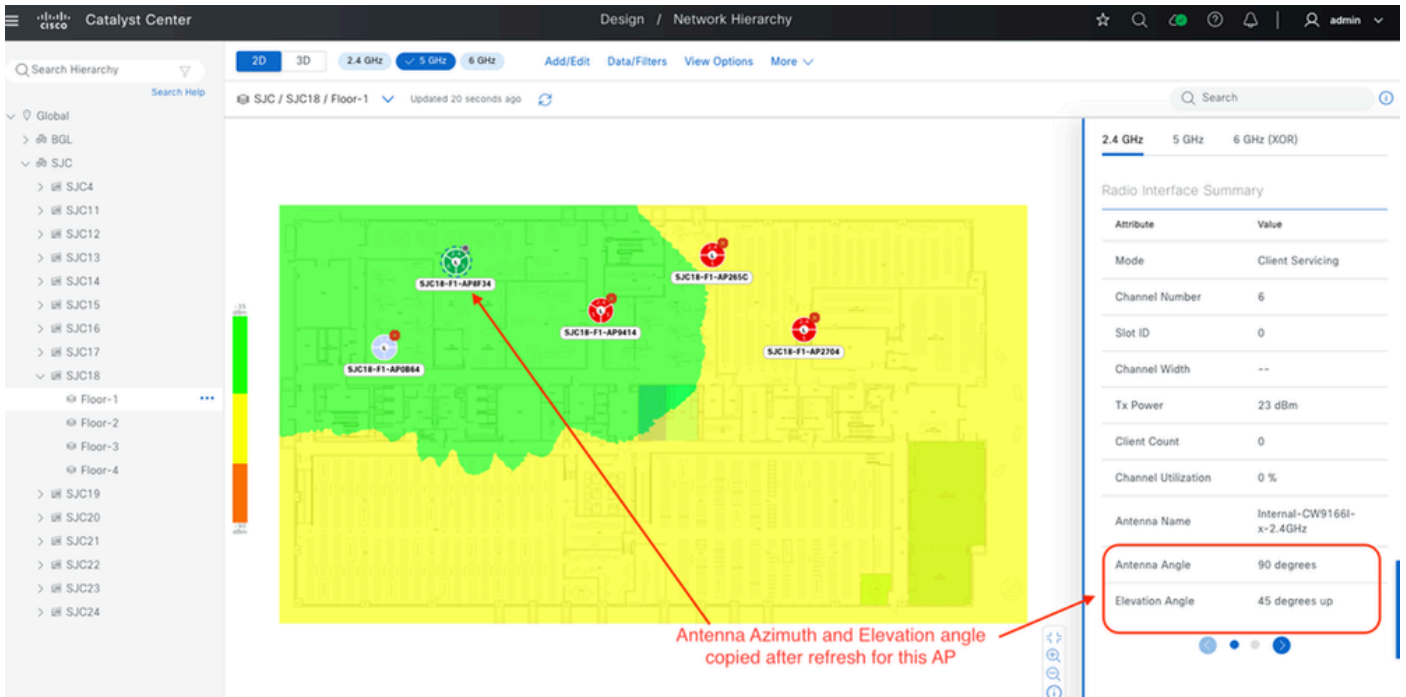 cisco
Catalyst Center
Design / Network Hierarchy
admin
Search Hierarchy
Search Help
Global
BGL
SJC
SJC4
SJC11
SJC12
SJC13
SJC14
SJC15
SJC16
SJC17
SJC18
Floor-1
Floor-2
Floor-3
Floor-4
SJC19
SJC20
SJC21
SJC22
SJC23
SJC24
2D 3D 2.4 GHz 5 GHz 6 GHz Add/Edit Data/Filters View Options More
SJC / SJC18 / Floor-1 Updated 20 seconds ago
Search
-35
dBm
-90
dBm
SJC18-F1-AP8F34
SJC18-F1-AP265C
SJC18-F1-AP9414
SJC18-F1-AP2704
SJC18-F1-AP0B64
Antenna Azimuth and Elevation angle
copied after refresh for this AP
2.4 GHz 5 GHz 6 GHz (XOR)
Radio Interface Summary
Attribute Value
Mode Client Servicing
Channel Number 6
Slot ID 0
Channel Width --
Tx Power 23 dBm
Client Count 0
Channel Utilization 0 %
Antenna Name Internal-CW9166I-
x-2.4GHz
Antenna Angle 90 degrees
Elevation Angle 45 degrees up